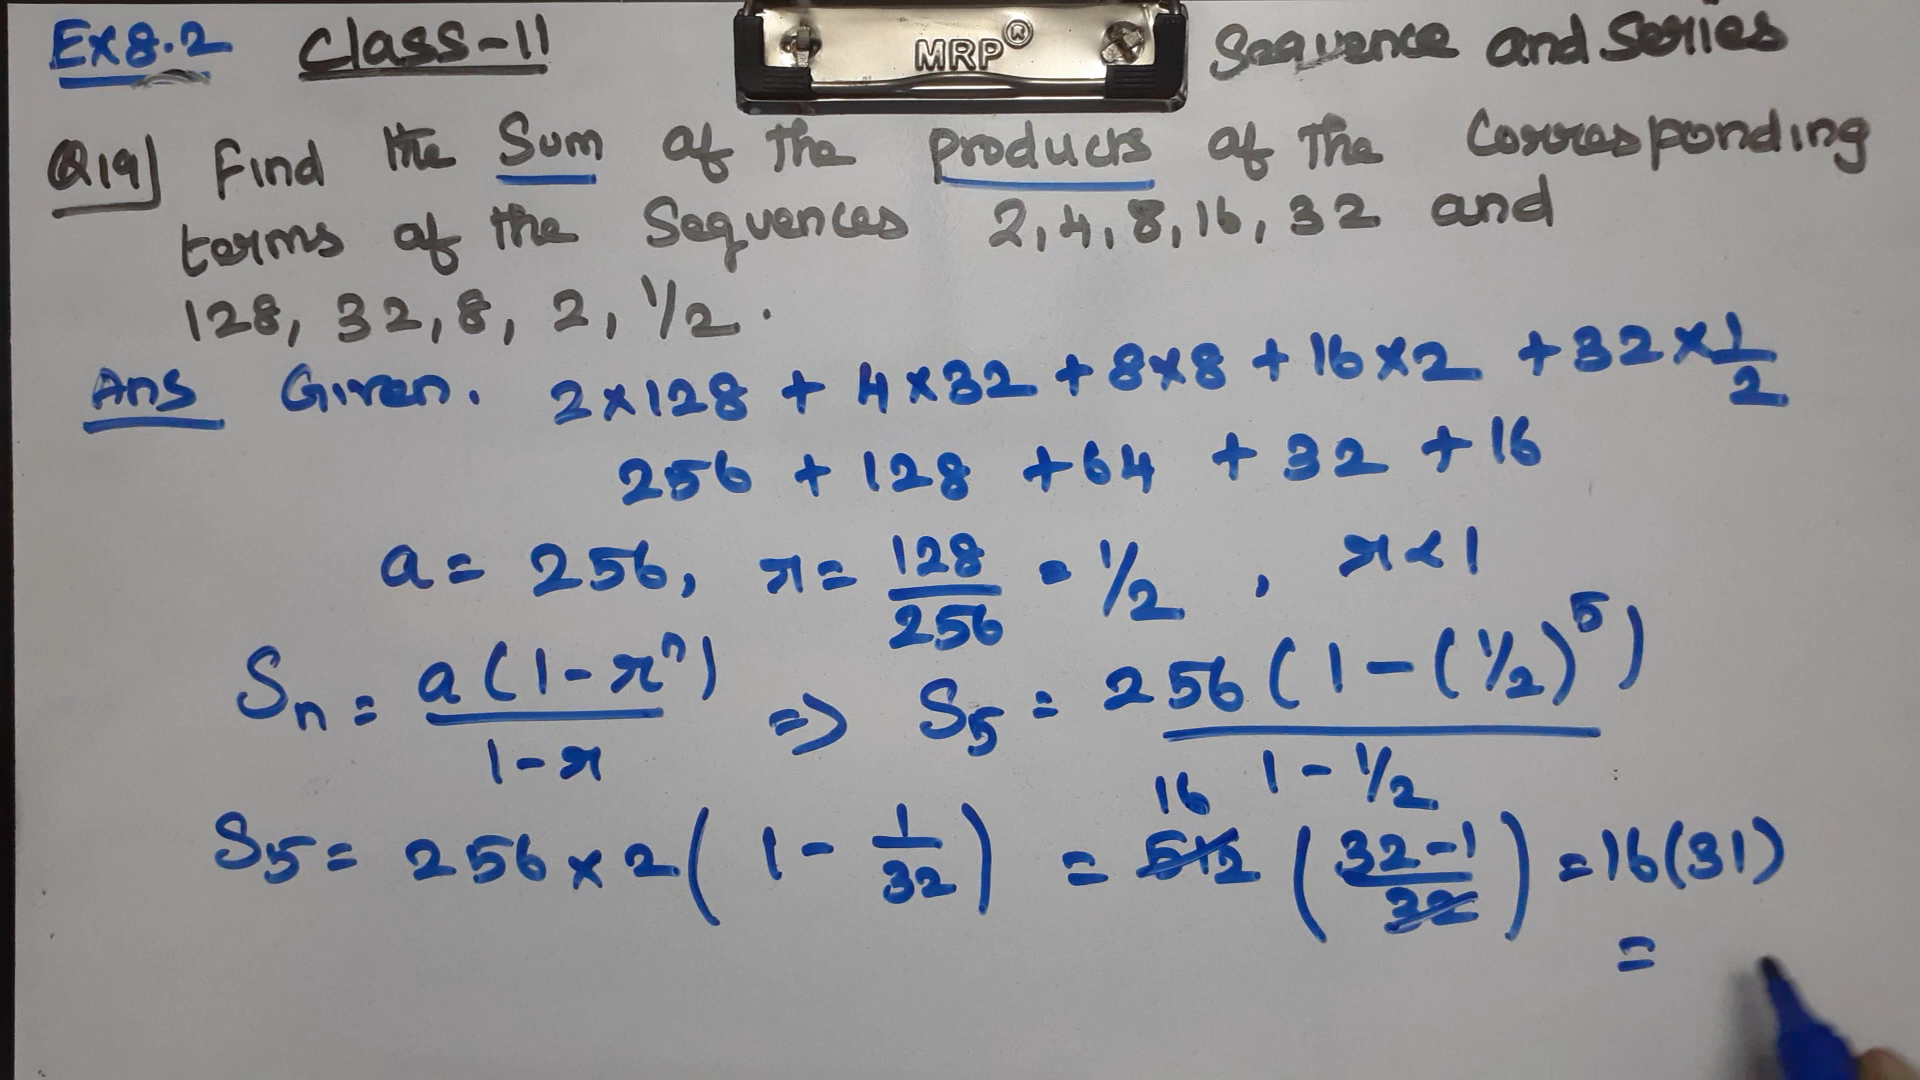 Ex8.2 Class-11 MRP® Sequence and Series
Q19) Find the Sum of the products of the Corresponding
terms of the Sequences 2,4,8,16,32 and
128, 32,8, 2, 1/2.
Ans Given. 2×128 + 4×32 + 8×8 + 16×2 + 32×1/2
256 + 128 + 64 + 32 + 16
a = 256, r = 128/256 = 1/2, r<1
Sn = a(1-rⁿ)/1-r => S5 = 256(1-(1/2)⁵)/1-1/2
S5 = 256×2(1-1/32) = 16 512(32-1/32) = 16(31)
=